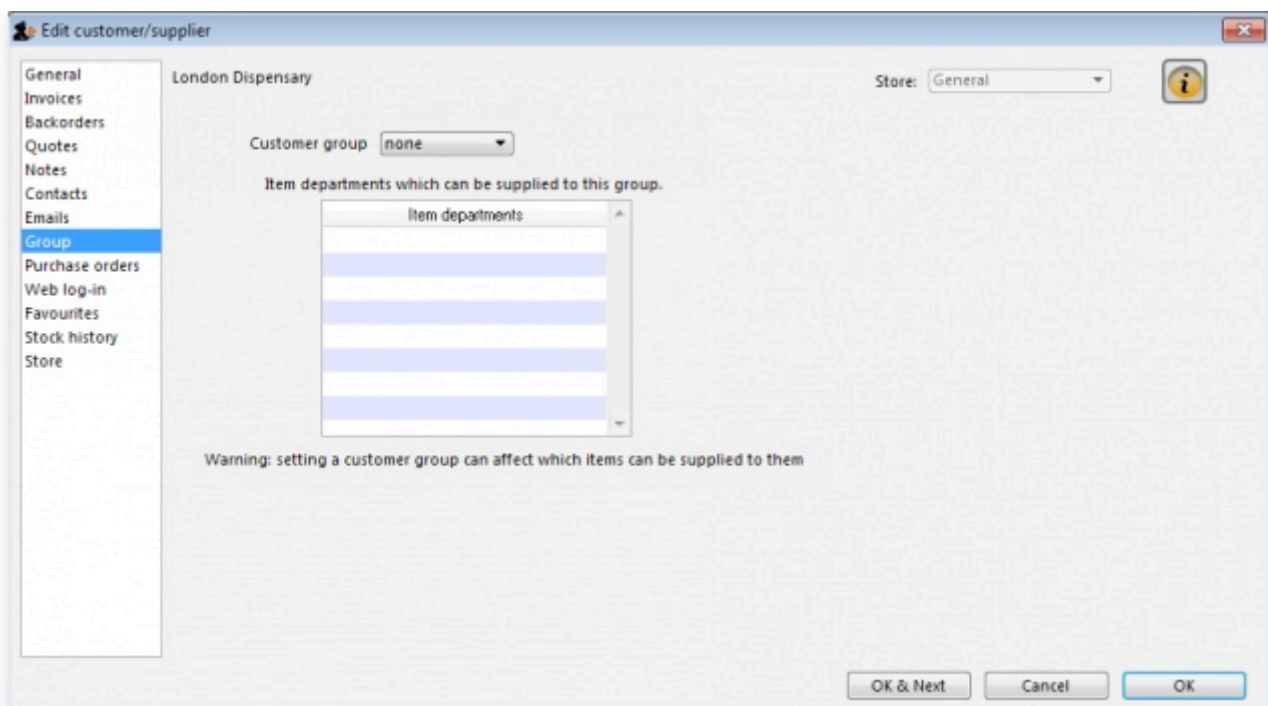 Edit customer/supplier
General
Invoices
Backorders
Quotes
Notes
Contacts
Emails
Group
Purchase orders
Web log-in
Favourites
Stock history
Store
London Dispensary
Store: General
Customer group none
Item departments which can be supplied to this group.
Item departments
Warning: setting a customer group can affect which items can be supplied to them
OK & Next
Cancel
OK